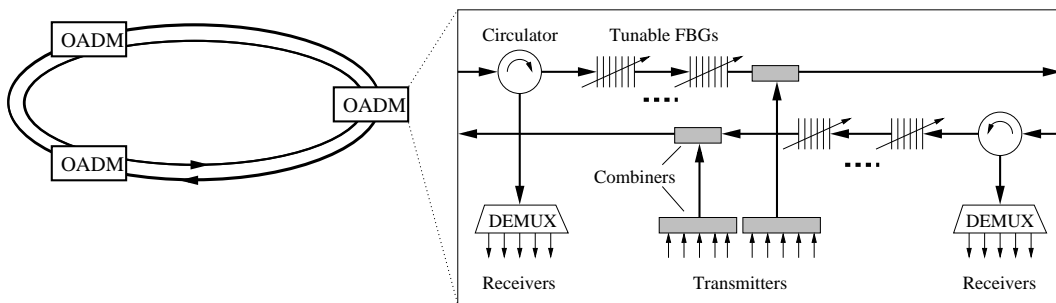 OADM
OADM
OADM
Circulator
Tunable FBGs
Combiners
DEMUX
DEMUX
Receivers
Transmitters
Receivers